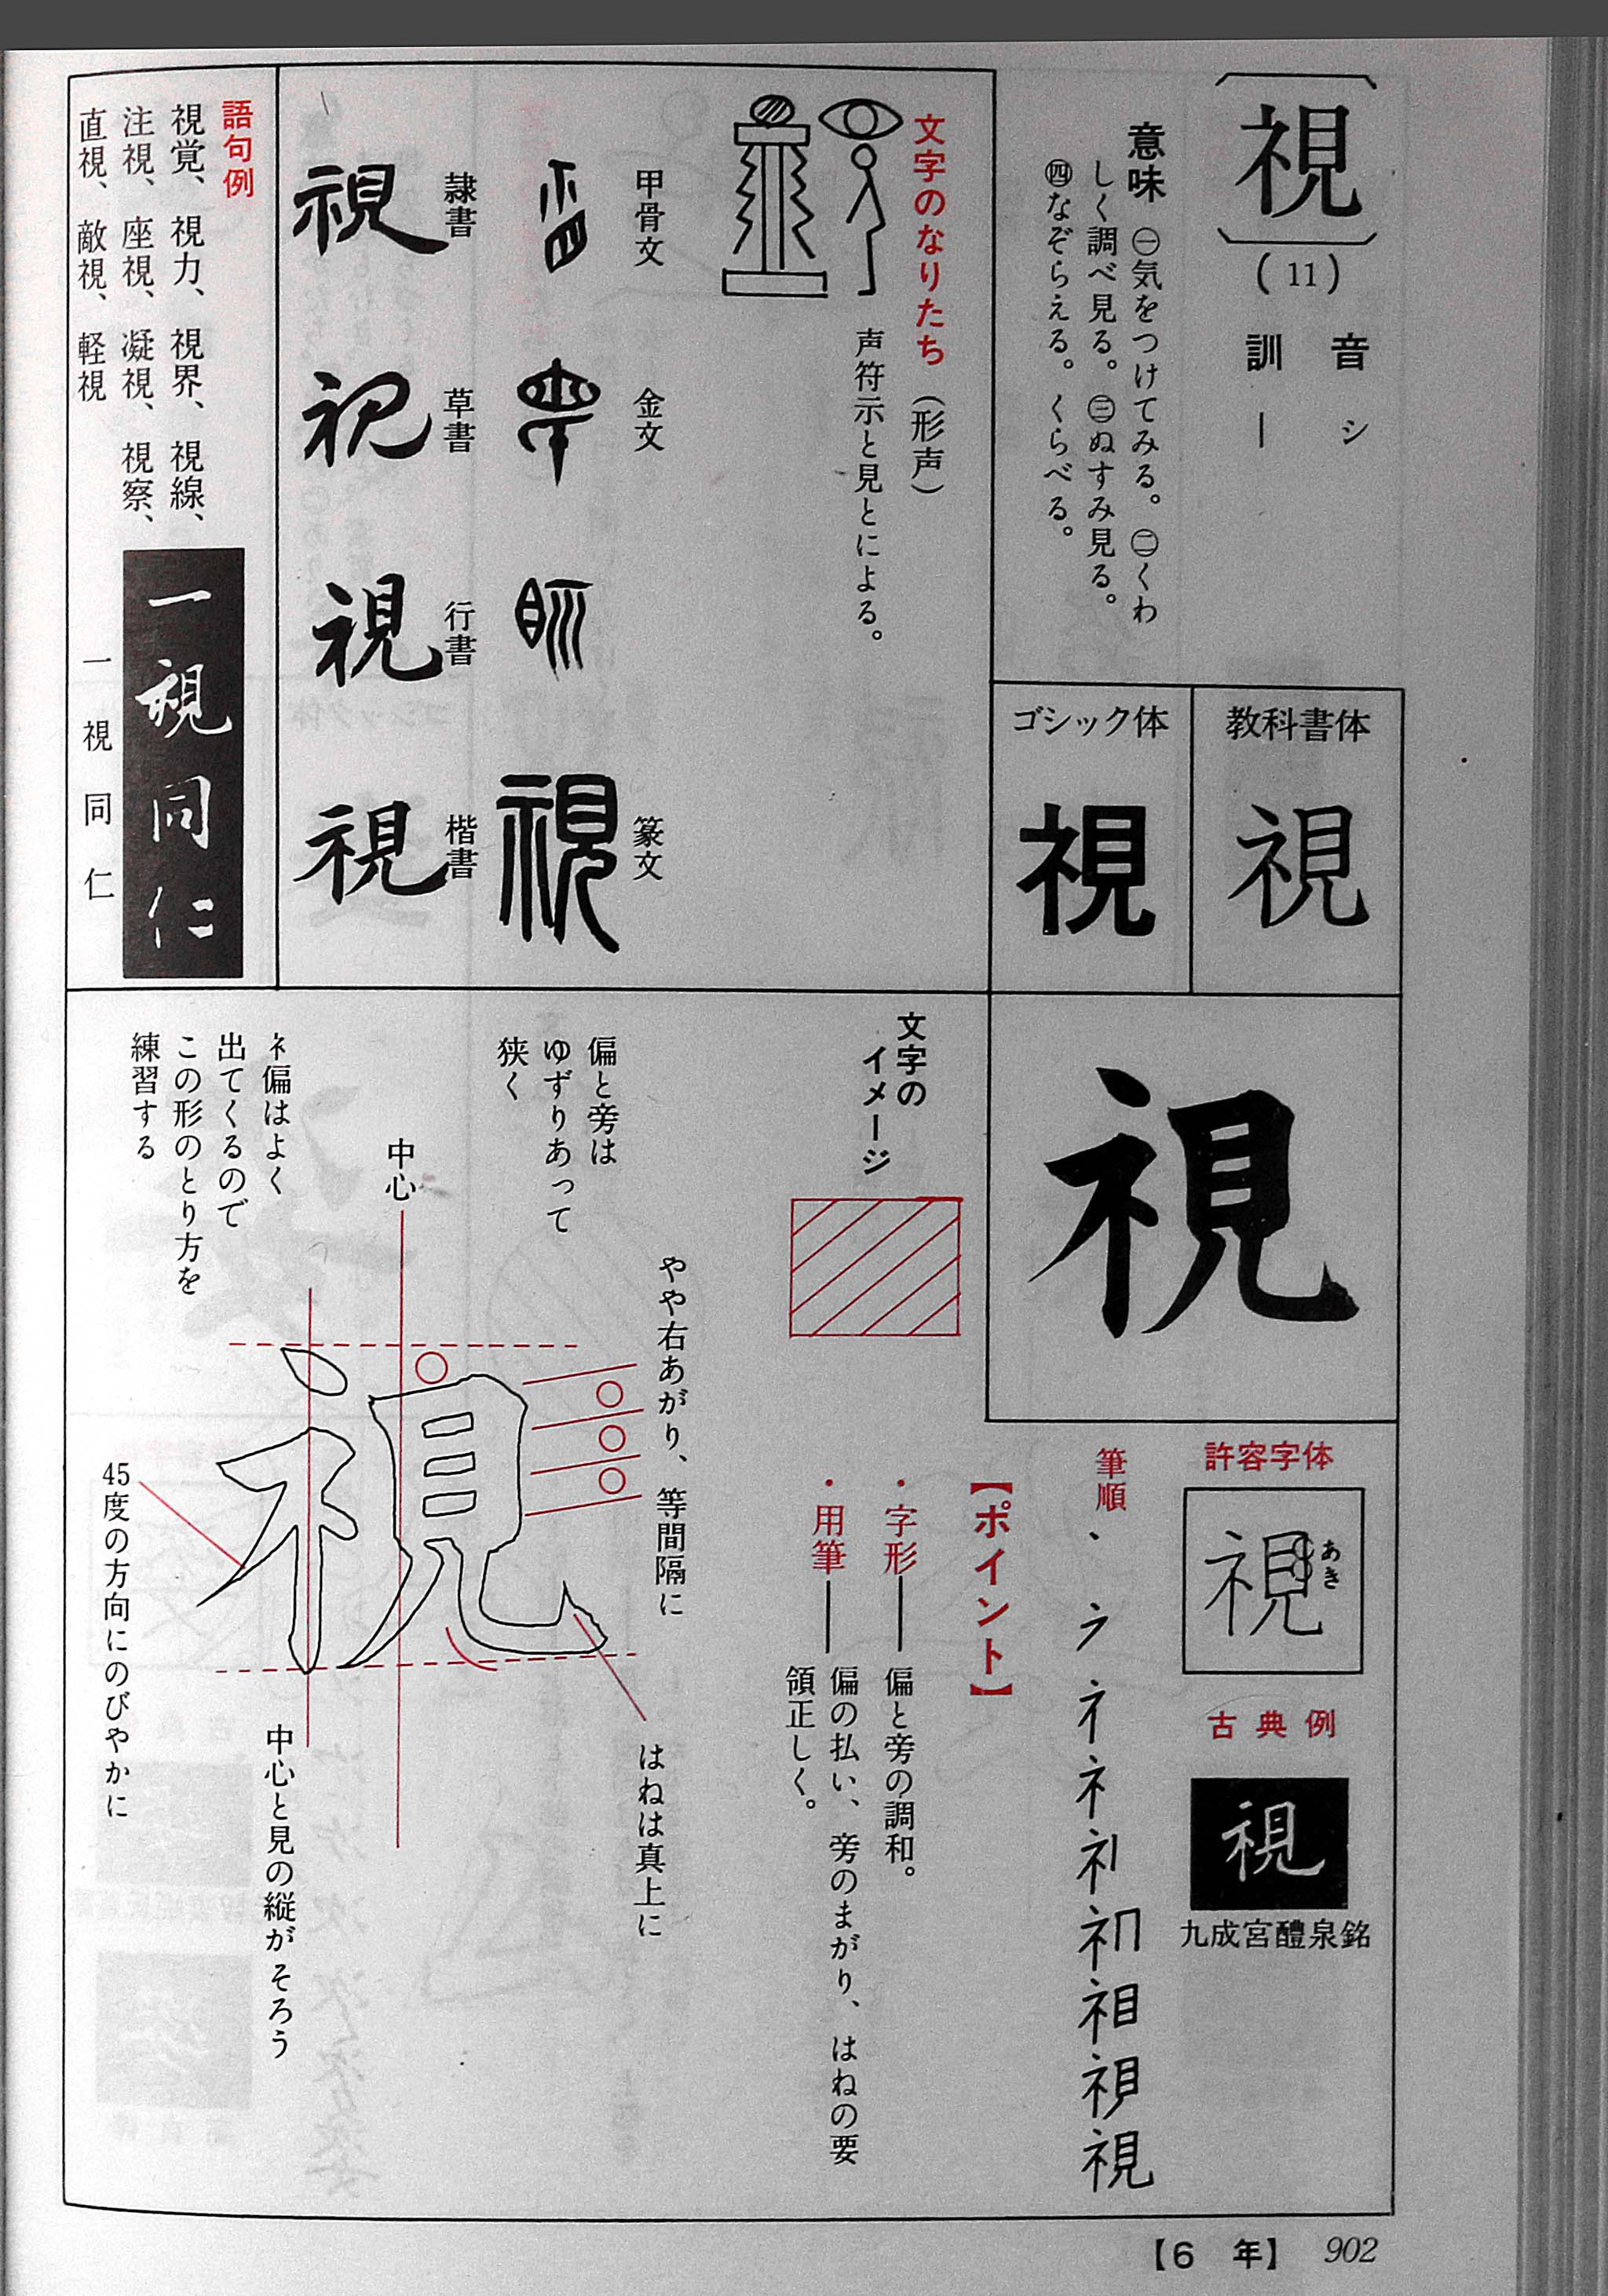 視
(11)
音 シ
訓 ―
意味 ㊀気をつけてみる。㊁くわ
しく調べ見る。㊂ぬすみ見る。
㊃なぞらえる。くらべる。
教科書体
視
ゴシック体
視
文字のなりたち（形声）
声符示と見とによる。
甲骨文
金文
篆文
視
隷書
視
草書
視
行書
視
楷書
視
語句例
視覚、視力、視界、視線、
注視、座視、凝視、視察、
直視、敵視、軽視
一視同仁
一視同仁
視
許容字体
視
あき
古典例
視
九成宮醴泉銘
筆順
視
【ポイント】
・字形―偏と旁の調和。
・用筆―偏の払い、旁のまがり、はねの要
領正しく。
文字の
イメージ
やや右あがり、等間隔に
はねは真上に
偏と旁は
ゆずりあって
狭く
中心
ネ偏はよく
出てくるので
この形のとり方を
練習する
中心と見の縦がそろう
45度の方向にのびやかに
【6 年】 902